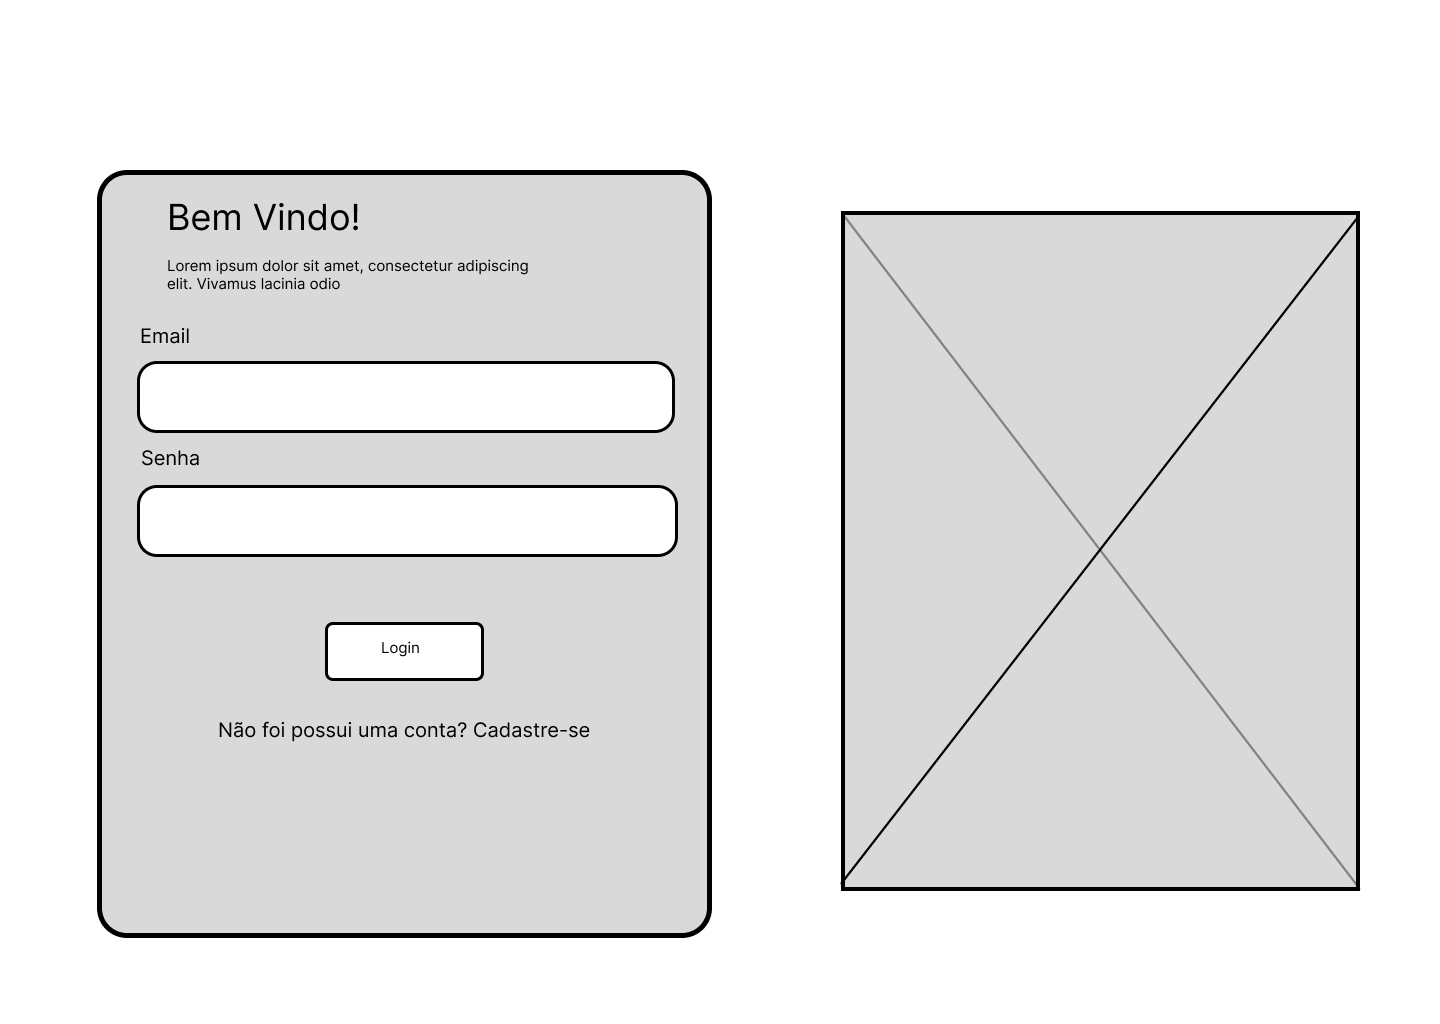 Bem Vindo!
Lorem ipsum dolor sit amet, consectetur adipiscing
elit. Vivamus lacinia odio
Email
Senha
Login
Não foi possui uma conta? Cadastre-se